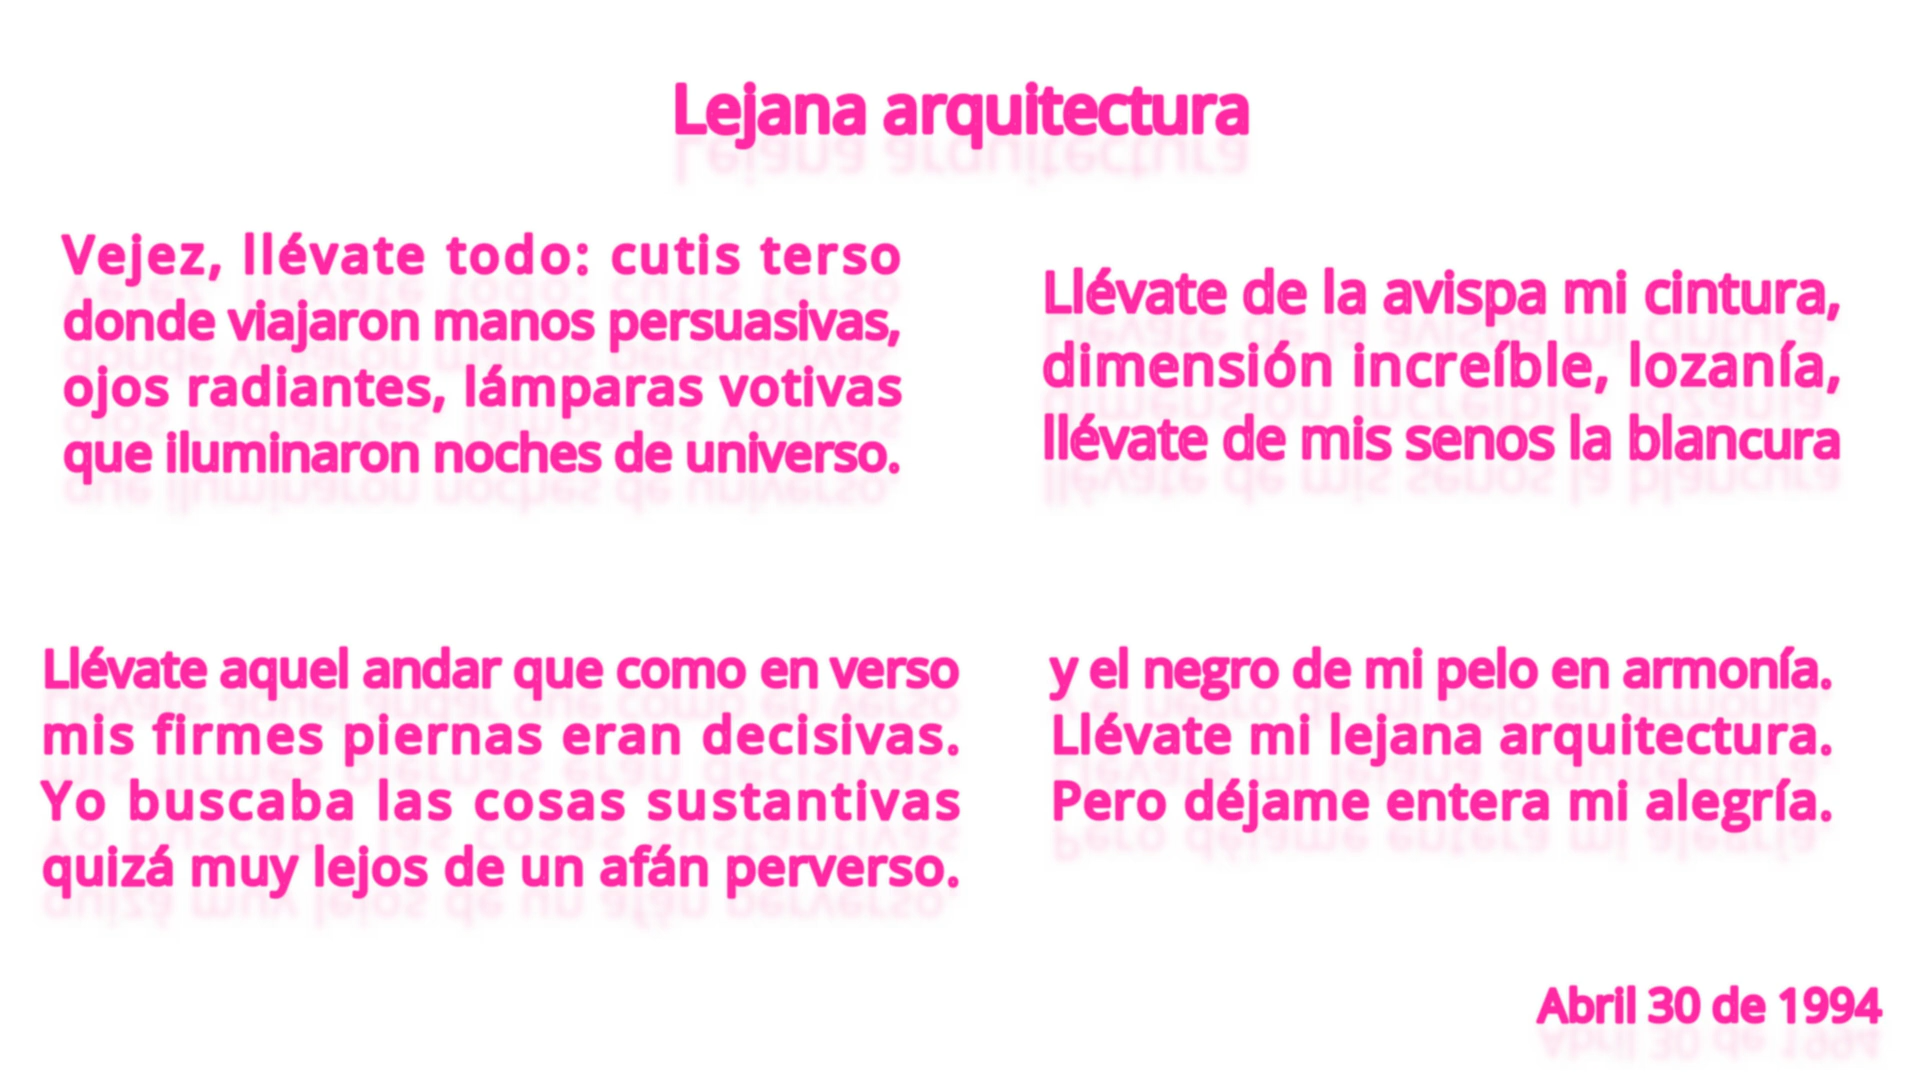 Lejana arquitectura
Vejez, llévate todo: cutis terso
donde viajaron manos persuasivas,
ojos radiantes, lámparas votivas
que iluminaron noches de universo.
Llévate aquel andar que como en verso
mis firmes piernas eran decisivas.
Yo buscaba las cosas sustantivas
quizá muy lejos de un afán perverso.
Llévate de la avispa mi cintura,
dimensión increíble, lozanía,
llévate de mis senos la blancura
y el negro de mi pelo en armonía.
Llévate mi lejana arquitectura.
Pero déjame entera mi alegría.
Abril 30 de 1994